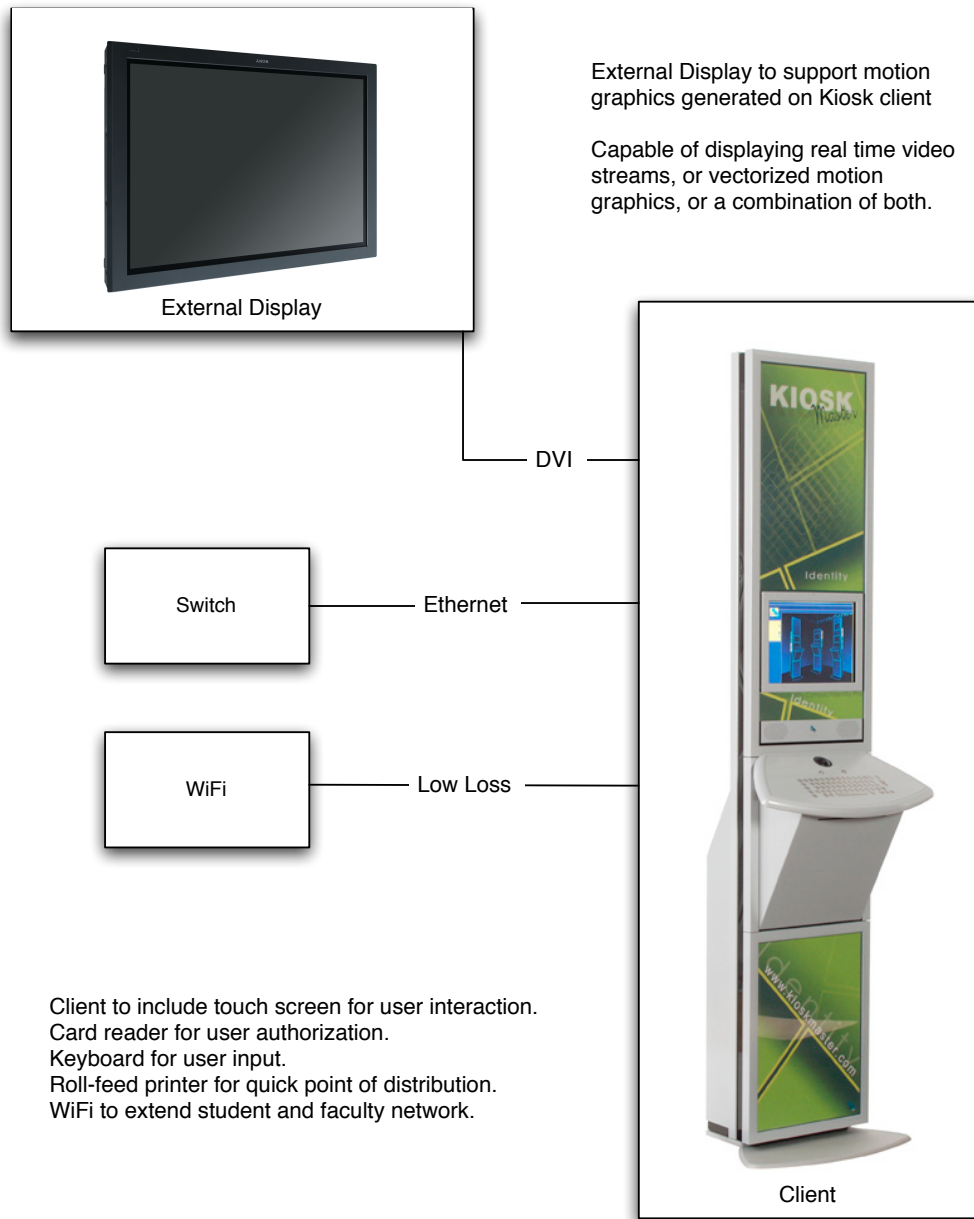 External Display to support motion
graphics generated on Kiosk client
Capable of displaying real time video
streams, or vectorized motion
graphics, or a combination of both.
External Display
DVI
Switch
Ethernet
WiFi
Low Loss
Client to include touch screen for user interaction.
Card reader for user authorization.
Keyboard for user input.
Roll-feed printer for quick point of distribution.
WiFi to extend student and faculty network.
KIOSK
Master
Identity
Identity
dentity
www.kioskmaster.com
Client